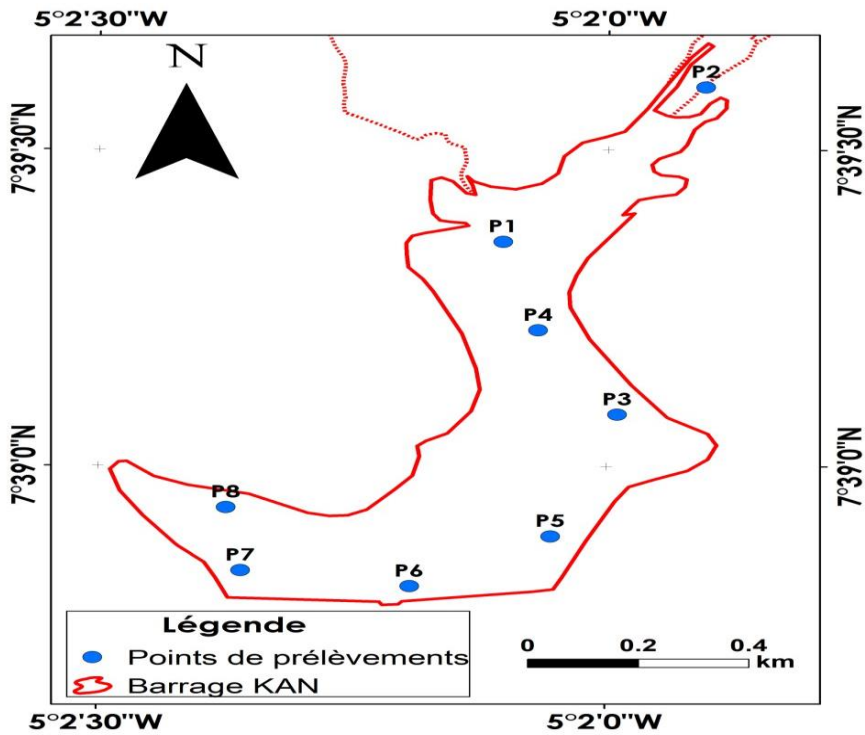 5°2'30"W 5°2'0"W
N
P2
7°39'30"N 7°39'30"N
P1
P4
P3
7°39'0"N 7°39'0"N
P8
P5
P7
P6
Légende
Points de prélèvements
Barrage KAN
0 0.2 0.4
km
5°2'30"W 5°2'0"W